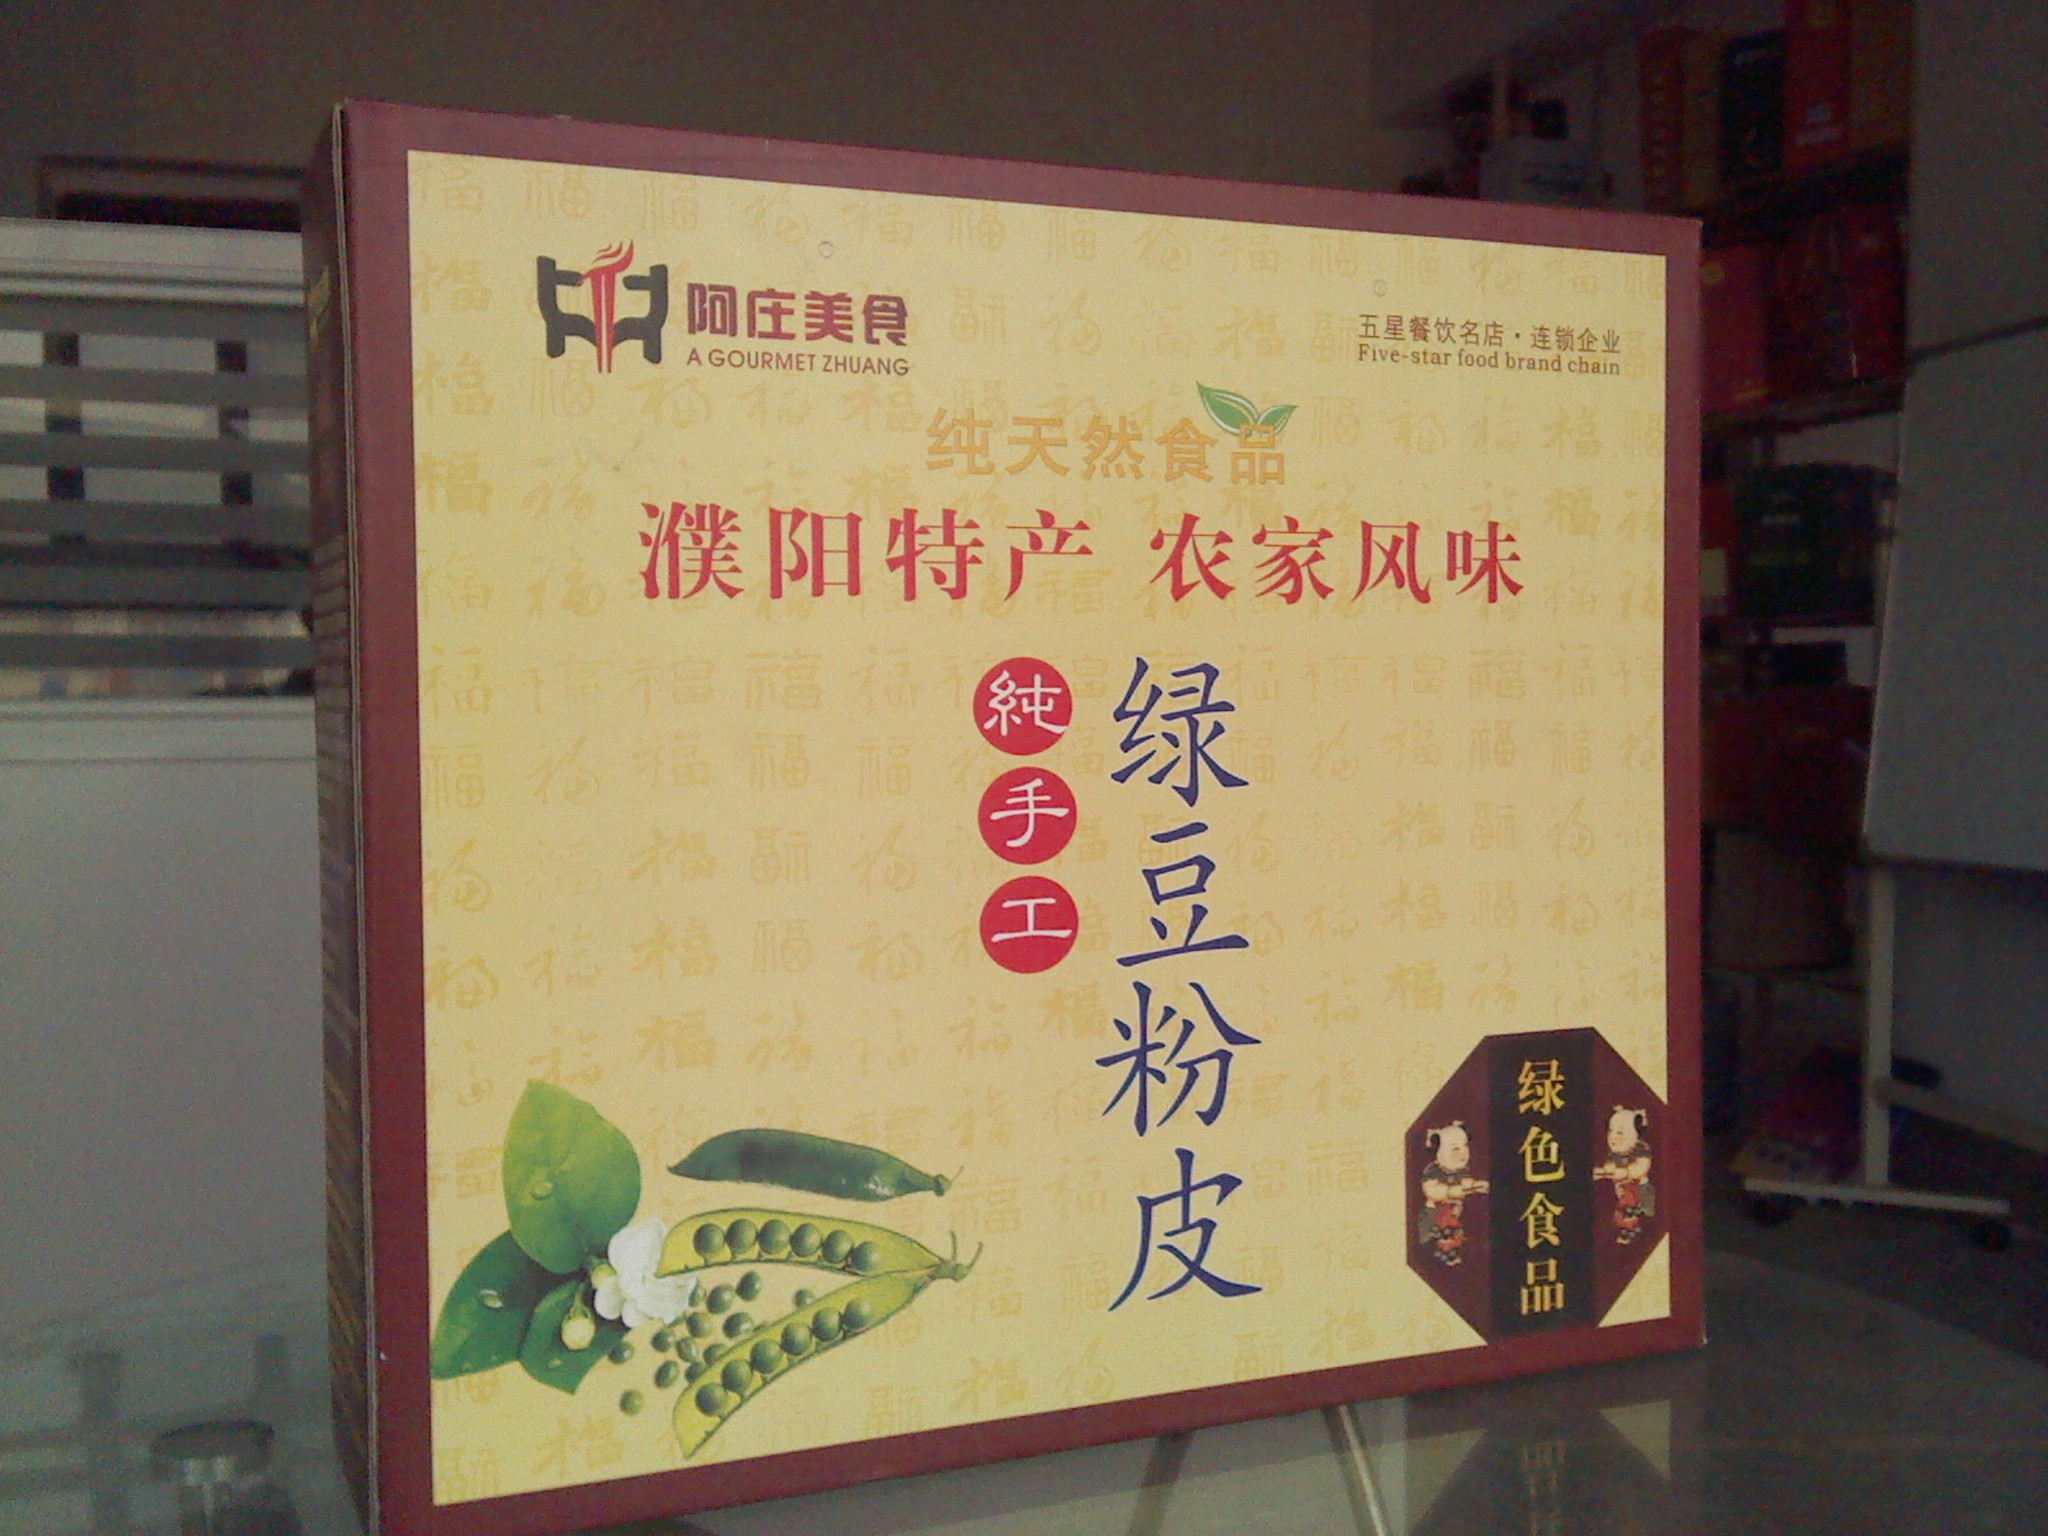 阿庄美食
A GOURMET ZHUANG
五星餐饮名店·连锁企业
Five-star food brand chain
纯天然食品
濮阳特产 农家风味
純手工
绿豆粉皮
绿色食品